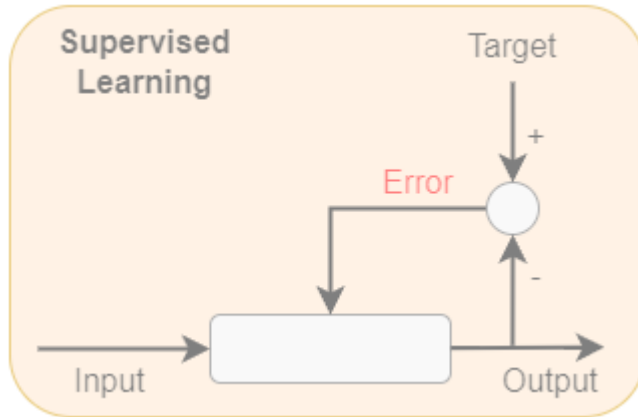 Supervised
Learning
Target
+
Error
-
Input
Output